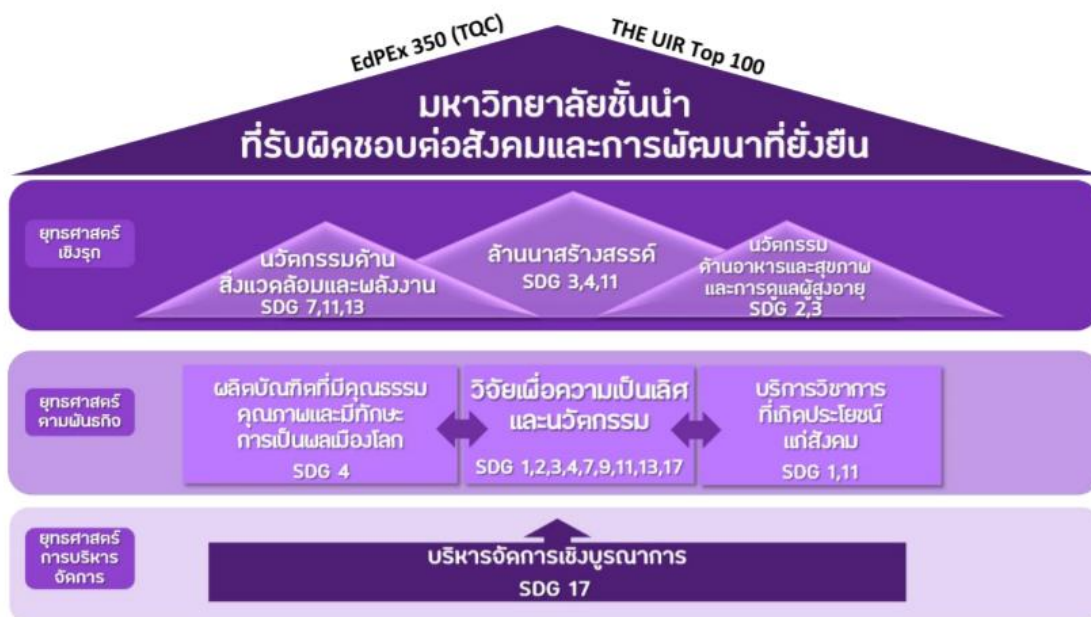 EdPEx 350 (TQC)
THE UIR Top 100
มหาวิทยาลัยชั้นนำ
ที่รับผิดชอบต่อสังคมและการพัฒนาที่ยั่งยืน
ยุทธศาสตร์
เชิงรุก
นวัตกรรมด้าน
สิ่งแวดล้อมและพลังงาน
SDG 7,11,13
ล้านนาสร้างสรรค์
SDG 3,4,11
นวัตกรรม
ด้านอาหารและสุขภาพ
และการดูแลผู้สูงอายุ
SDG 2,3
ยุทธศาสตร์
ตามพันธกิจ
ผลิตบัณฑิตที่มีคุณธรรม
คุณภาพและมีทักษะ
การเป็นพลเมืองโลก
SDG 4
วิจัยเพื่อความเป็นเลิศ
และนวัตกรรม
SDG 1,2,3,4,7,9,11,13,17
บริการวิชาการ
ที่เกิดประโยชน์
แก่สังคม
SDG 1,11
ยุทธศาสตร์
การบริหาร
จัดการ
บริหารจัดการเชิงบูรณาการ
SDG 17